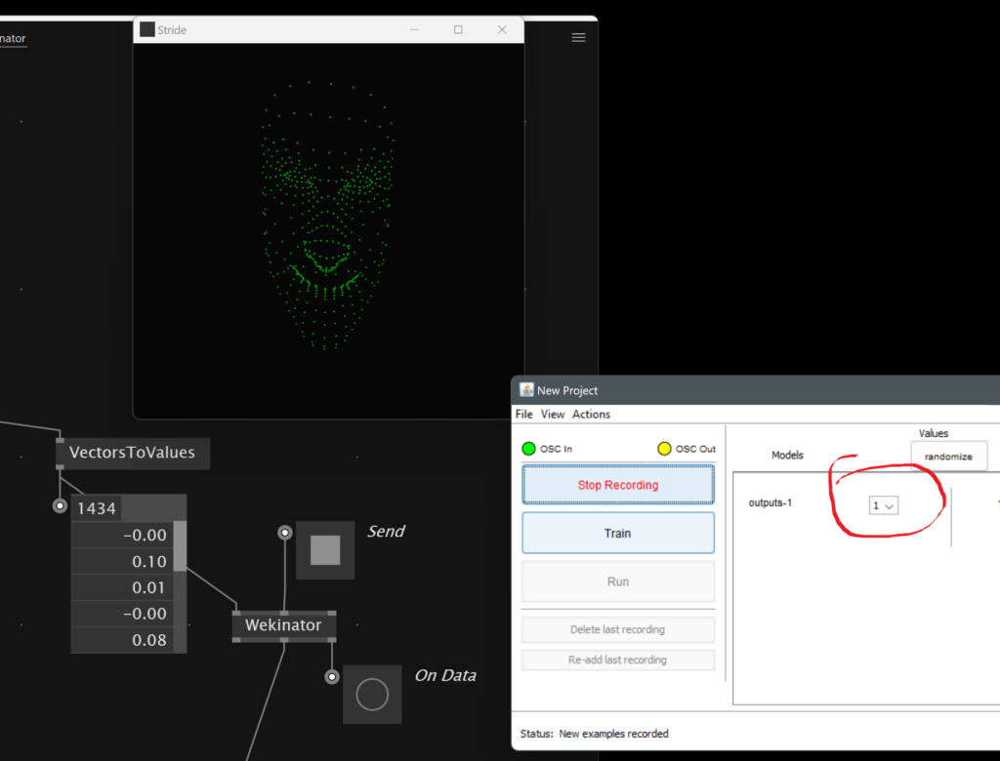 nator
Stride
VectorsToValues
1434
-0.00
0.10
0.01
-0.00
0.08
Send
Wekinator
On Data
New Project
File View Actions
OSC In OSC Out
Stop Recording
Train
Run
Delete last recording
Re-add last recording
Status: New examples recorded
Models Values
randomize
outputs-1 1